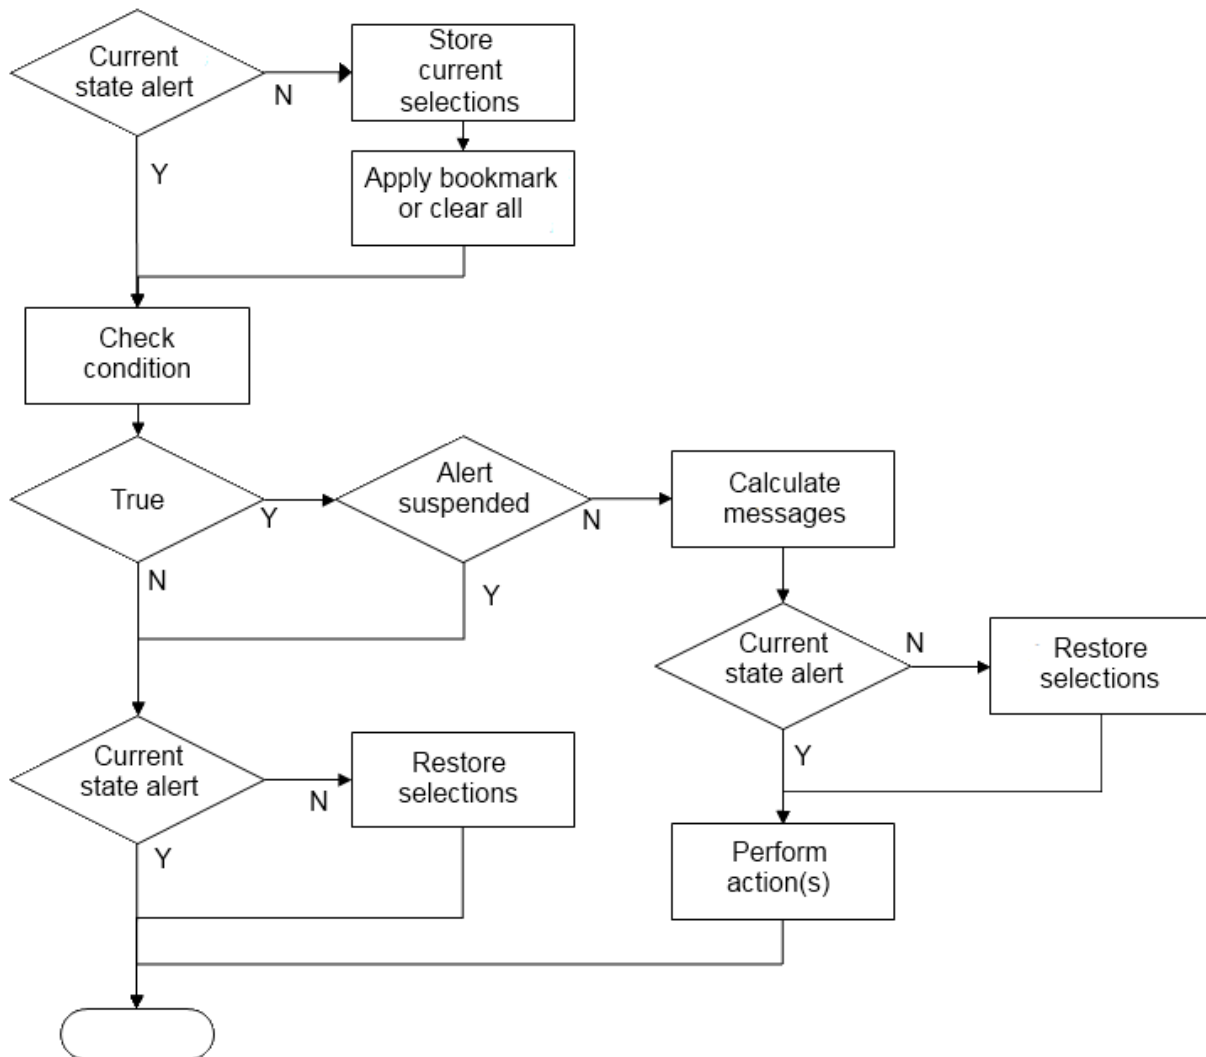 Current
state alert
N
Store
current
selections
Y
Apply bookmark
or clear all
Check
condition
True
Y
N
Alert
suspended
N
Y
Calculate
messages
Current
state alert
N
Restore
selections
Y
Current
state alert
N
Restore
selections
Y
Perform
action(s)